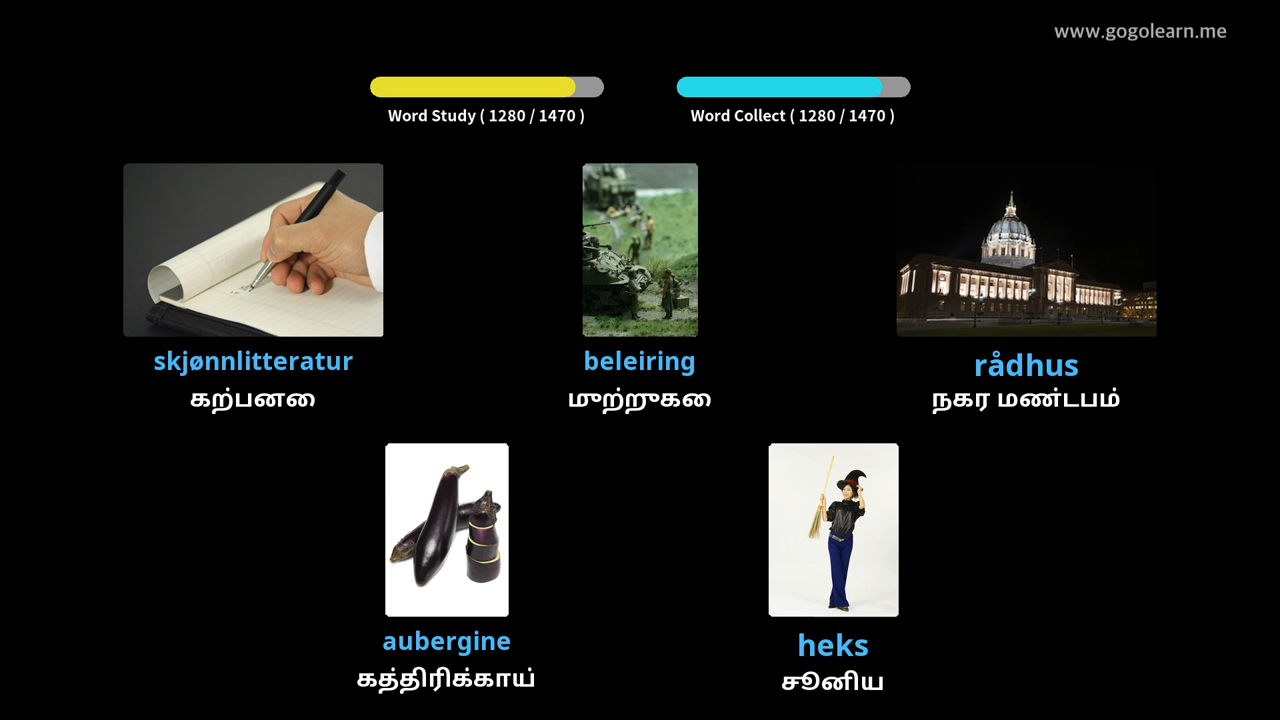 www.gogolearn.me
Word Study ( 1280 / 1470 )
Word Collect ( 1280 / 1470 )
skjønnlitteratur
beleiring
rådhus
கற்பனை
முற்றுகை
நகர மண்டபம்
aubergine
heks
கத்திரிக்காய்
சூனிய